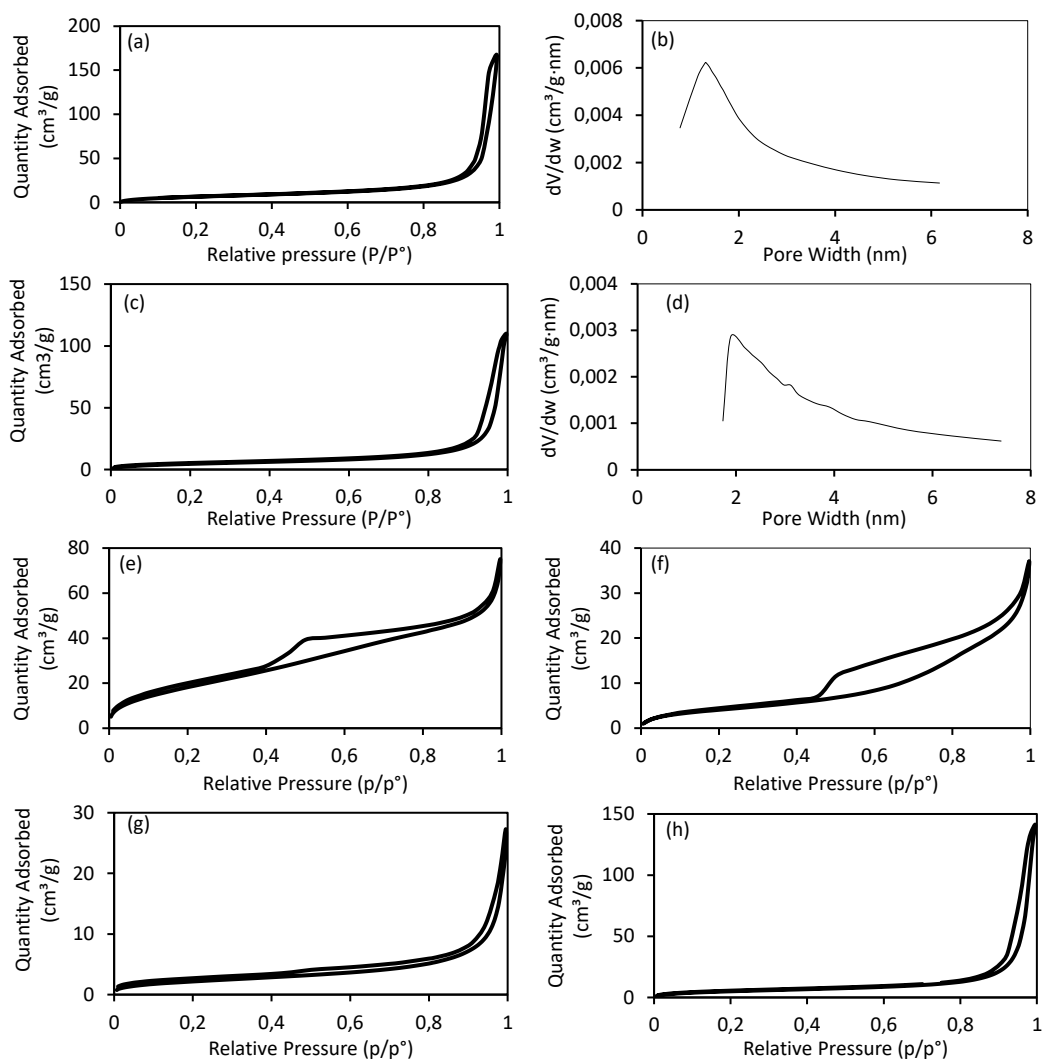 (a)
Quantity Adsorbed
(cm³/g)
200
150
100
50
0
0 0,2 0,4 0,6 0,8 1
Relative pressure (P/P°)
(b)
dV/dw (cm³/g·nm)
0,008
0,006
0,004
0,002
0
0 2 4 6 8
Pore Width (nm)
(c)
Quantity Adsorbed
(cm3/g)
150
100
50
0
0 0,2 0,4 0,6 0,8 1
Relative Pressure (P/P°)
(d)
dV/dw (cm³/g·nm)
0,004
0,003
0,002
0,001
0
0 2 4 6 8
Pore Width (nm)
(e)
Quantity Adsorbed
(cm³/g)
80
60
40
20
0
0 0,2 0,4 0,6 0,8 1
Relative Pressure (p/p°)
(f)
Quantity Adsorbed
(cm³/g)
40
30
20
10
0
0 0,2 0,4 0,6 0,8 1
Relative Pressure (p/p°)
(g)
Quantity Adsorbed
(cm³/g)
30
20
10
0
0 0,2 0,4 0,6 0,8 1
Relative Pressure (p/p°)
(h)
Quantity Adsorbed
(cm³/g)
150
100
50
0
0 0,2 0,4 0,6 0,8 1
Relative Pressure (p/p°)